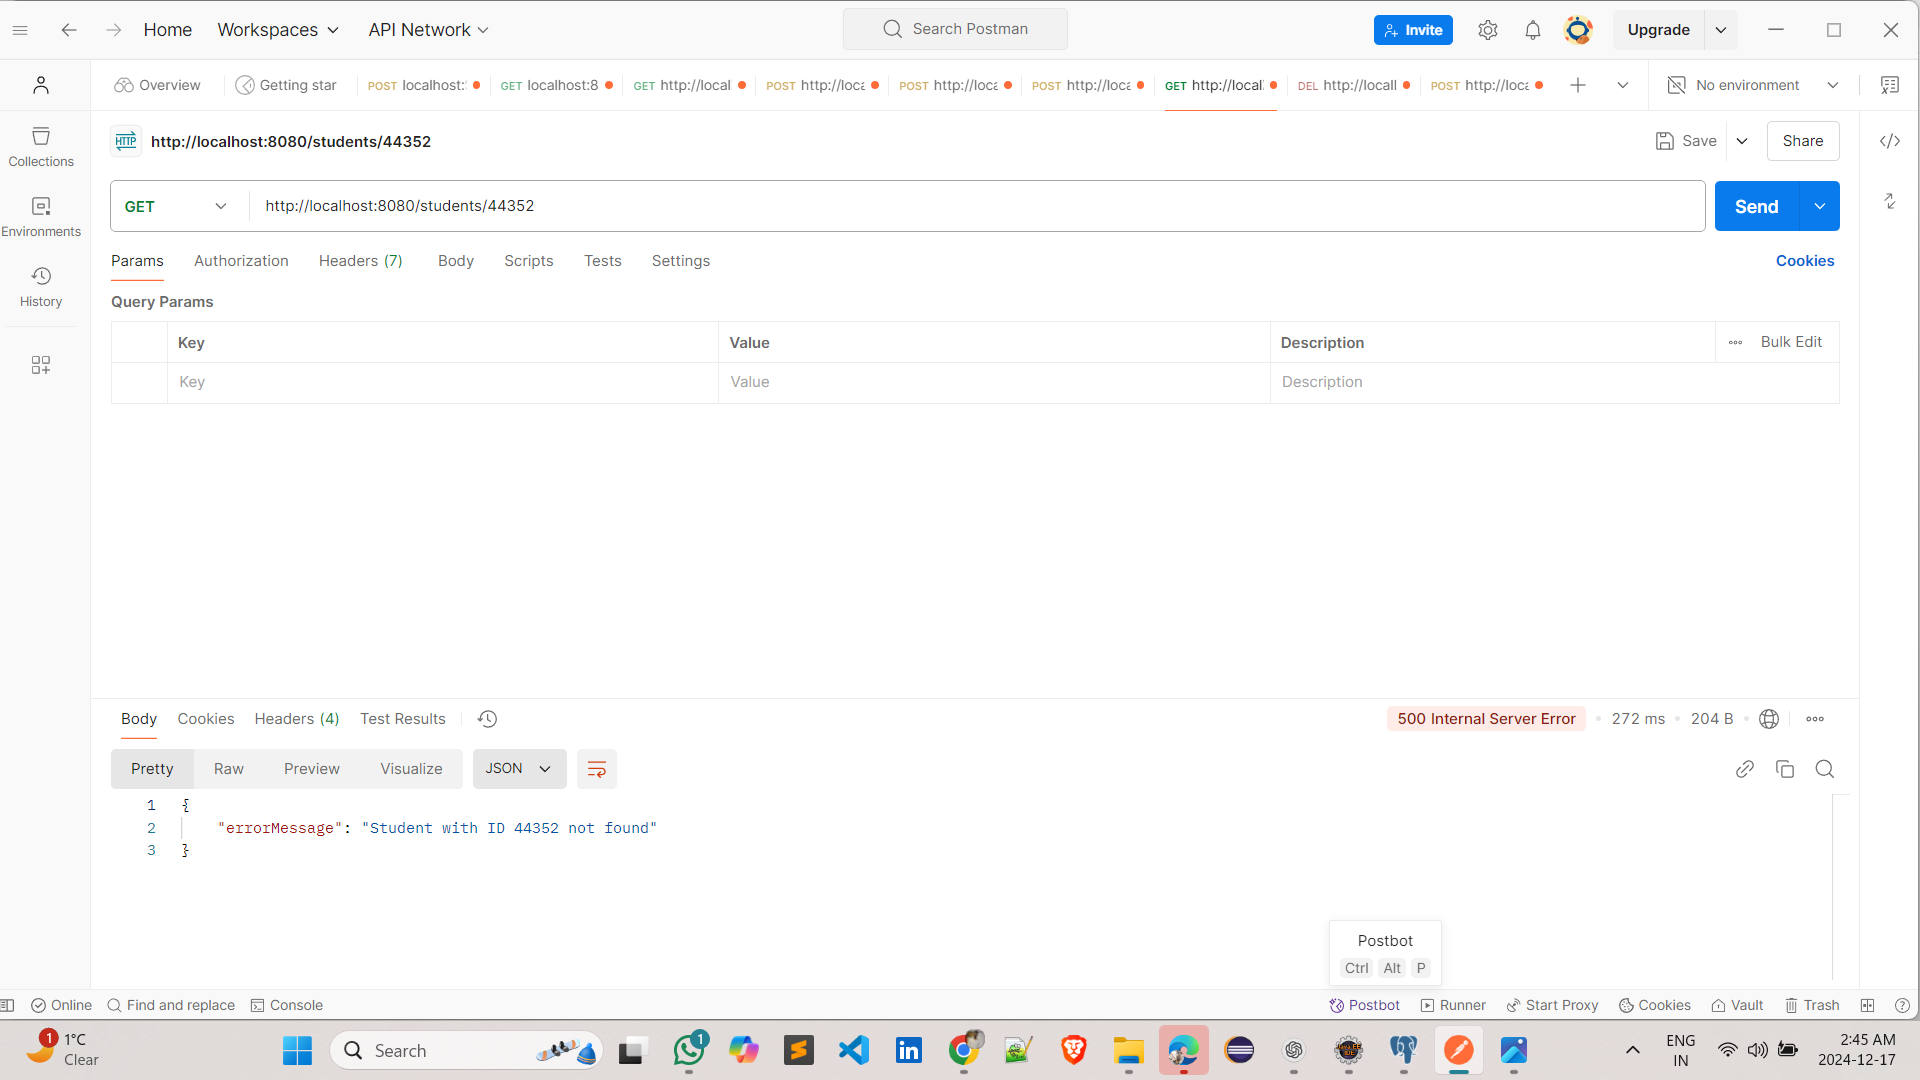 Home Workspaces API Network Search Postman Invite Upgrade
Overview Getting star POST localhost: GET localhost:8 GET http://local POST http://loca POST http://loca POST http://loca GET http://local DEL http://locall POST http://loca No environment
HTTP http://localhost:8080/students/44352 Save Share
Collections
GET http://localhost:8080/students/44352 Send
Environments
Params Authorization Headers (7) Body Scripts Tests Settings Cookies
History
Query Params
Key Value Description Bulk Edit
Key Value Description
Body Cookies Headers (4) Test Results 500 Internal Server Error 272 ms 204 B
Pretty Raw Preview Visualize JSON
1 {
2 "errorMessage": "Student with ID 44352 not found"
3 }
Postbot
Ctrl Alt P
Online Find and replace Console Postbot Runner Start Proxy Cookies Vault Trash
1 1°C
Clear
Search
1
ENG
IN
2:45 AM
2024-12-17